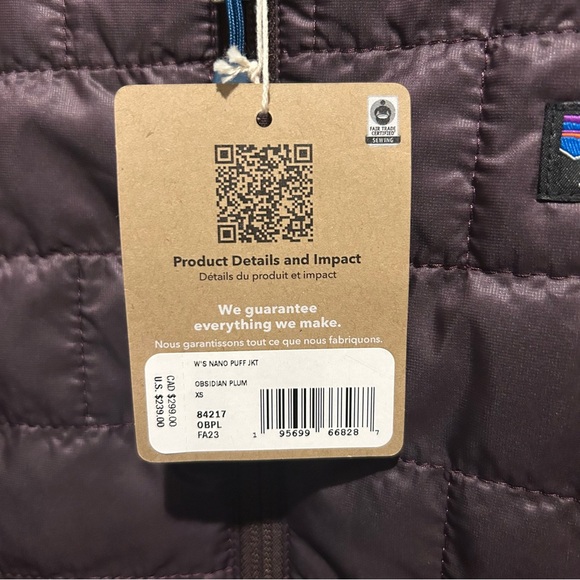 FAIR TRADE
CERTIFIED
SEWING
Product Details and Impact
Détails du produit et impact
We guarantee
everything we make.
Nous garantissons tout ce que nous fabriquons.
W'S NANO PUFF JKT
OBSIDIAN PLUM
XS
84217
OBPL
FA23
CAD $299.00
U.S. $239.00
1 95699 66828 7